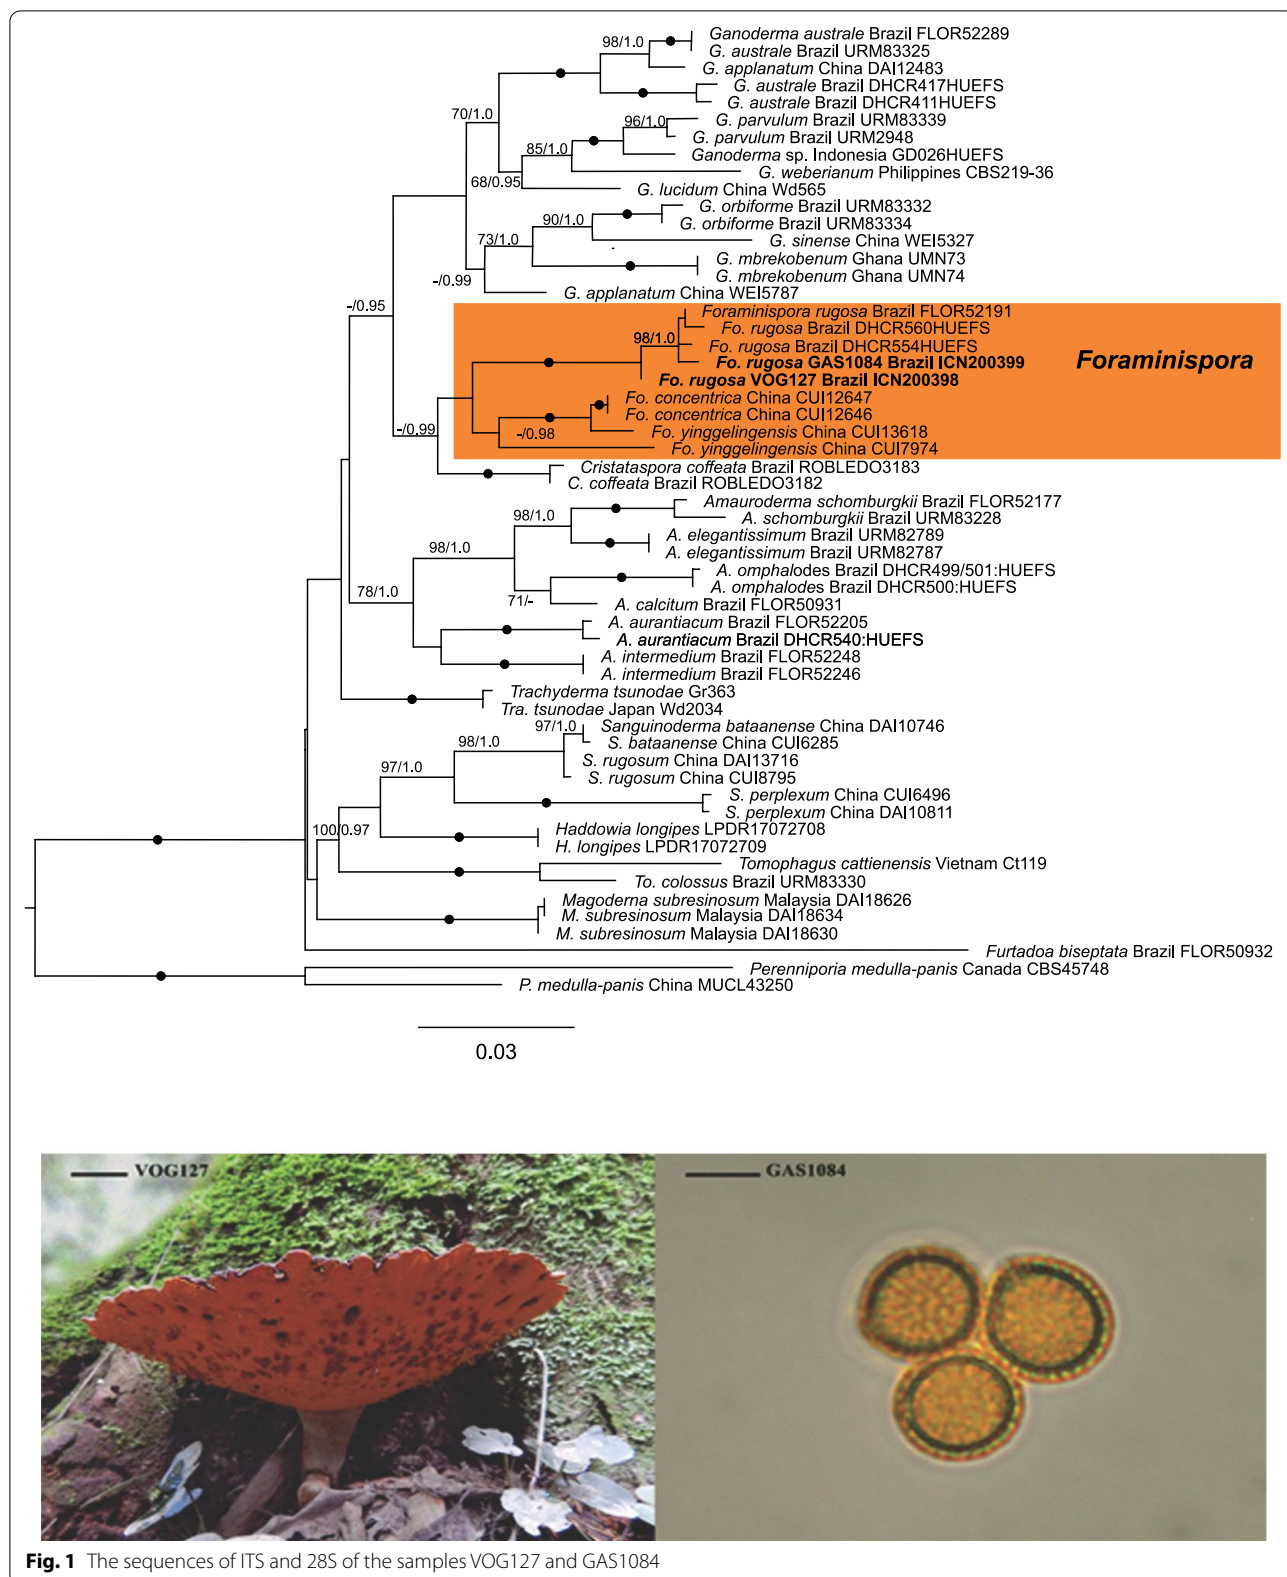 Ganoderma australe Brazil FLOR52289
98/1.0
G. australe Brazil URM83325
G. applanatum China DAI12483
G. australe Brazil DHCR417HUEFS
G. australe Brazil DHCR411HUEFS
70/1.0
G. parvulum Brazil URM83339
96/1.0
G. parvulum Brazil URM2948
85/1.0
Ganoderma sp. Indonesia GD026HUEFS
G. weberianum Philippines CBS219-36
68/0.95
G. lucidum China Wd565
G. orbiforme Brazil URM83332
90/1.0
G. orbiforme Brazil URM83334
73/1.0
G. sinense China WEI5327
G. mbrekobenum Ghana UMN73
G. mbrekobenum Ghana UMN74
-/0.99
G. applanatum China WEI5787
-/0.95
Foraminispora rugosa Brazil FLOR52191
Fo. rugosa Brazil DHCR560HUEFS
98/1.0
Fo. rugosa Brazil DHCR554HUEFS
Fo. rugosa GAS1084 Brazil ICN200399
Foraminispora
Fo. rugosa VOG127 Brazil ICN200398
Fo. concentrica China CUI12647
Fo. concentrica China CUI12646
-/0.99
-/0.98
Fo. yinggelingensis China CUI13618
Fo. yinggelingensis China CUI7974
Cristataspora coffeata Brazil ROBLEDO3183
C. coffeata Brazil ROBLEDO3182
Amauroderma schomburgkii Brazil FLOR52177
98/1.0
A. schomburgkii Brazil URM83228
A. elegantissimum Brazil URM82789
98/1.0
A. elegantissimum Brazil URM82787
A. omphalodes Brazil DHCR499/501:HUEFS
78/1.0
A. omphalodes Brazil DHCR500:HUEFS
71/-
A. calcitum Brazil FLOR50931
A. aurantiacum Brazil FLOR52205
A. aurantiacum Brazil DHCR540:HUEFS
A. intermedium Brazil FLOR52248
A. intermedium Brazil FLOR52246
Trachyderma tsunodae Gr363
Tra. tsunodae Japan Wd2034
97/1.0
Sanguinoderma bataanense China DAI10746
98/1.0
S. bataanense China CUI6285
S. rugosum China DAI13716
97/1.0
S. rugosum China CUI8795
S. perplexum China CUI6496
S. perplexum China DAI10811
100/0.97
Haddowia longipes LPDR17072708
H. longipes LPDR17072709
Tomophagus cattienensis Vietnam Ct119
To. colossus Brazil URM83330
Magoderna subresinosum Malaysia DAI18626
M. subresinosum Malaysia DAI18634
M. subresinosum Malaysia DAI18630
Furtadoa biseptata Brazil FLOR50932
Perenniporia medulla-panis Canada CBS45748
P. medulla-panis China MUCL43250
0.03
VOG127
GAS1084
Fig. 1 The sequences of ITS and 28S of the samples VOG127 and GAS1084